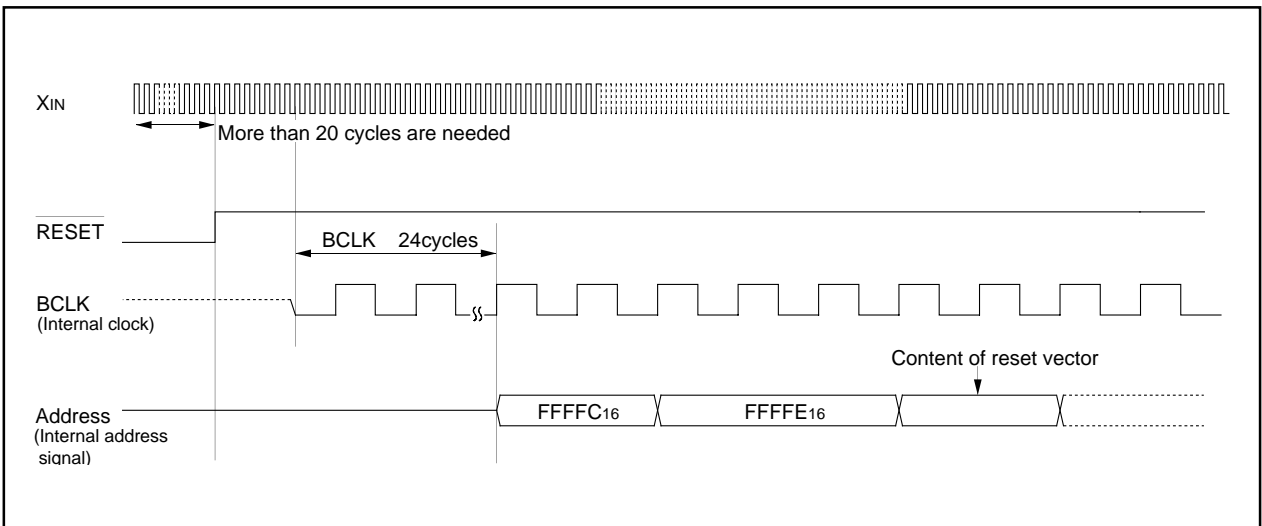 XIN
More than 20 cycles are needed
RESET
BCLK 24cycles
BCLK
(Internal clock)
Content of reset vector
Address
(Internal address
signal)
FFFFC16
FFFFE16